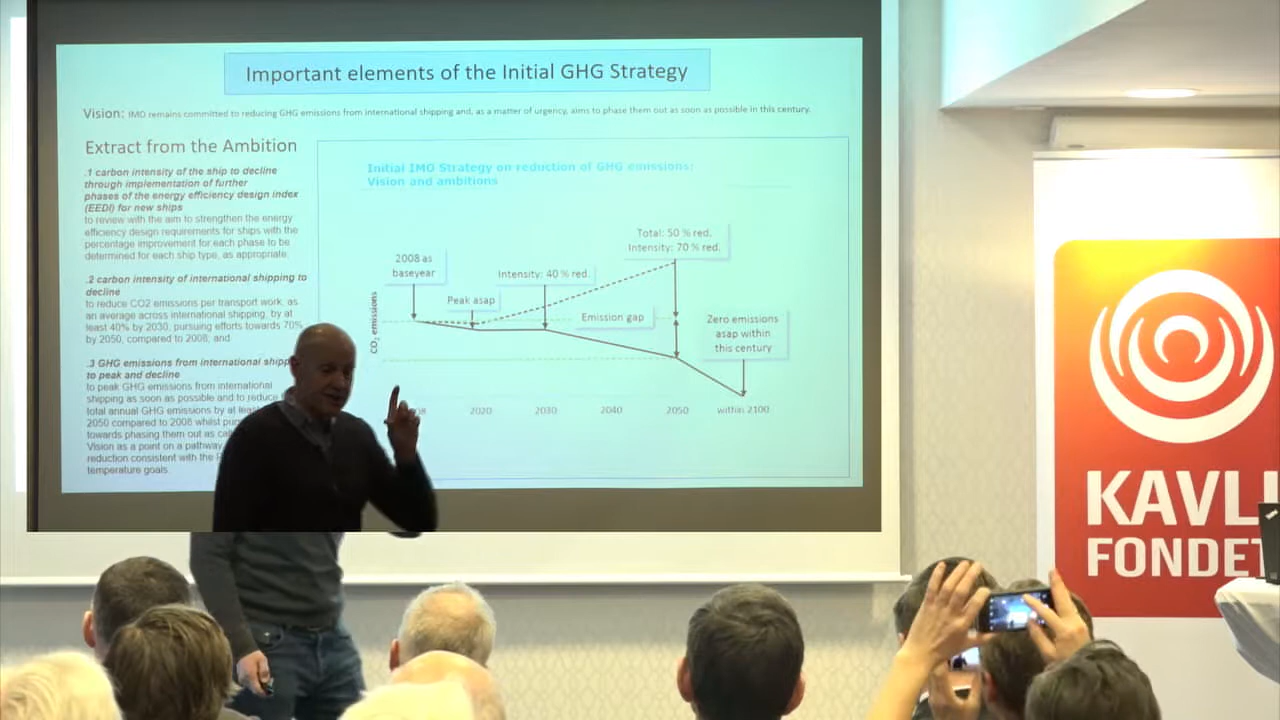 Important elements of the Initial GHG Strategy
Vision: IMO remains committed to reducing GHG emissions from international shipping and, as a matter of urgency, aims to phase them out as soon as possible in this century.
Extract from the Ambition
.1 carbon intensity of the ship to decline
through implementation of further
phases of the energy efficiency design index
(EEDI) for new ships
to review with the aim to strengthen the energy
efficiency design requirements for ships with the
percentage improvement for each phase to be
determined for each ship type, as appropriate.
.2 carbon intensity of international shipping to
decline
to reduce CO2 emissions per transport work, as
an average across international shipping, by at
least 40% by 2030, pursuing efforts towards 70%
by 2050, compared to 2008; and
.3 GHG emissions from international
to peak and decline
to peak GHG emissions from international
shipping as soon as possible and to reduce
total annual GHG emissions by at
2050 compared to 2008 whilst
towards phasing them out as
Vision as a point on a pathway
reduction consistent with the
temperature goals.
Initial IMO Strategy on reduction of GHG emissions:
Vision and ambitions
Total: 50 % red.
Intensity: 70 % red.
2008 as
baseyear
Intensity: 40 % red.
Peak asap
Emission gap
Zero emissions
asap within
this century
CO2 emissions
2020 2030 2040 2050 within 2100
KAVLI
FONDET